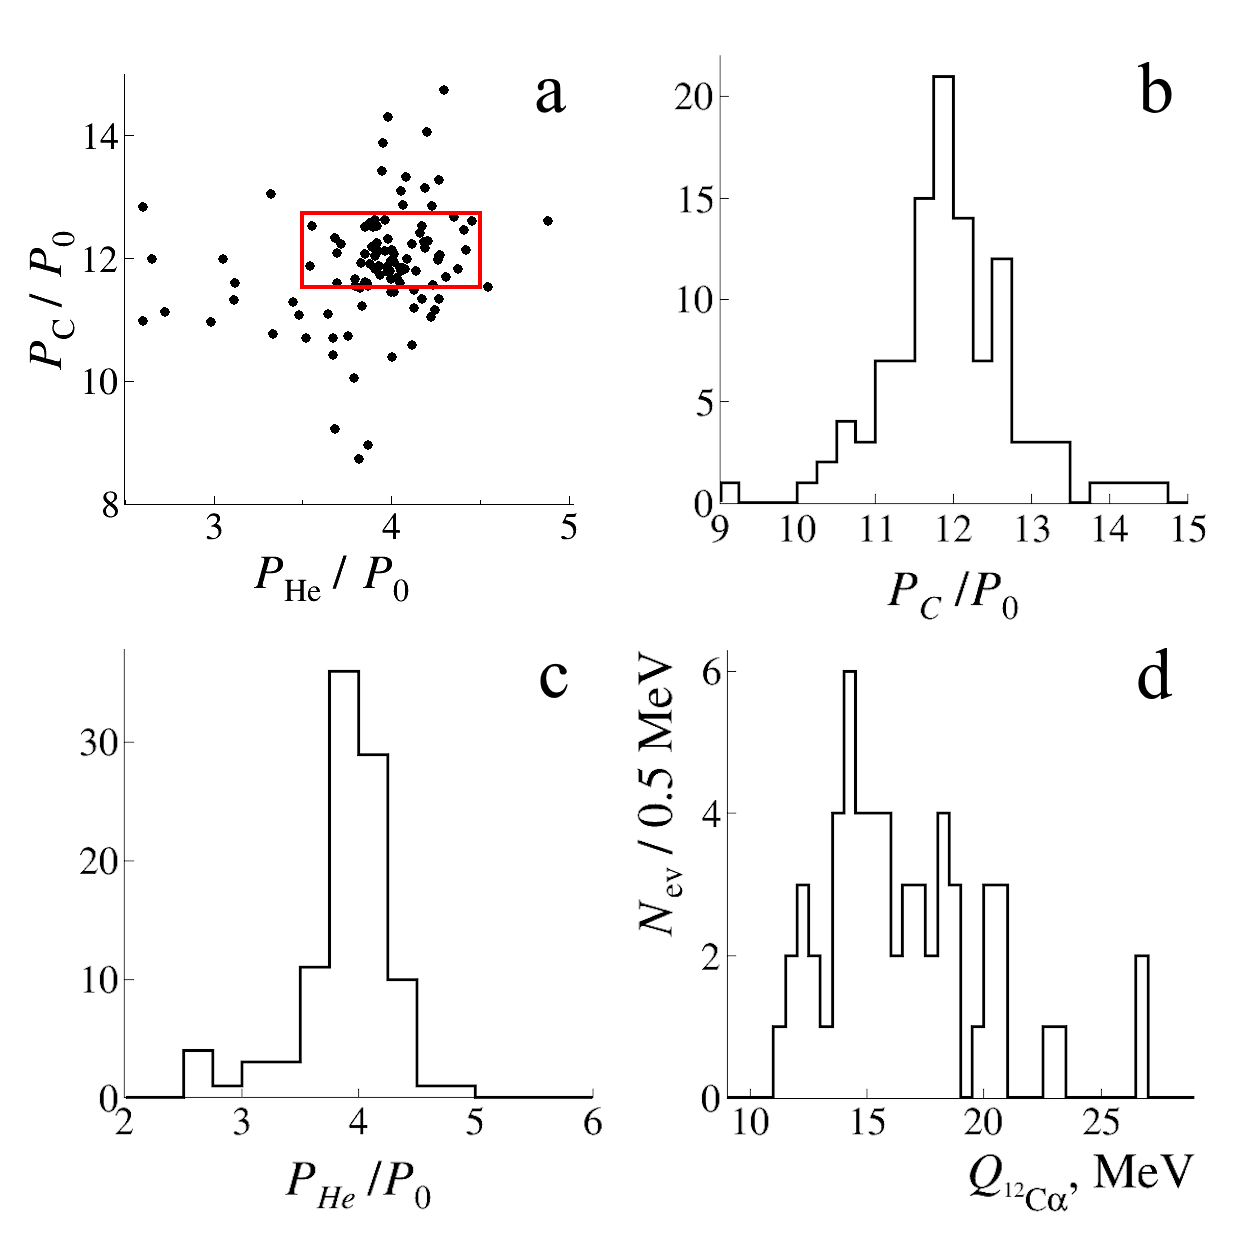 a
P_C / P_0
14
12
10
8
3 4 5
P_He / P_0
b
20
15
10
5
0
9 10 11 12 13 14 15
P_C /P_0
c
30
20
10
0
2 3 4 5 6
P_He /P_0
d
N_ev / 0.5 MeV
6
4
2
0
10 15 20 25
Q_¹²Cα, MeV